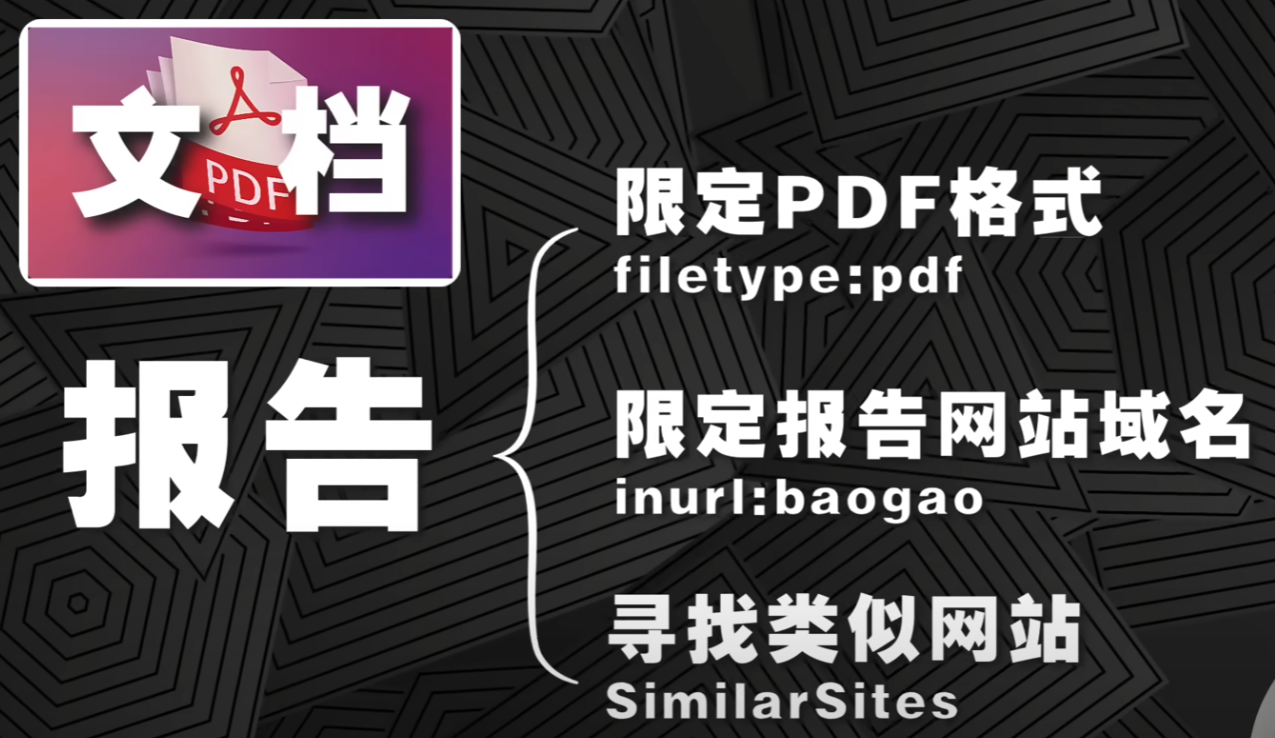 文档
PDF
报告
限定PDF格式
filetype:pdf
限定报告网站域名
inurl:baogao
寻找类似网站
SimilarSites